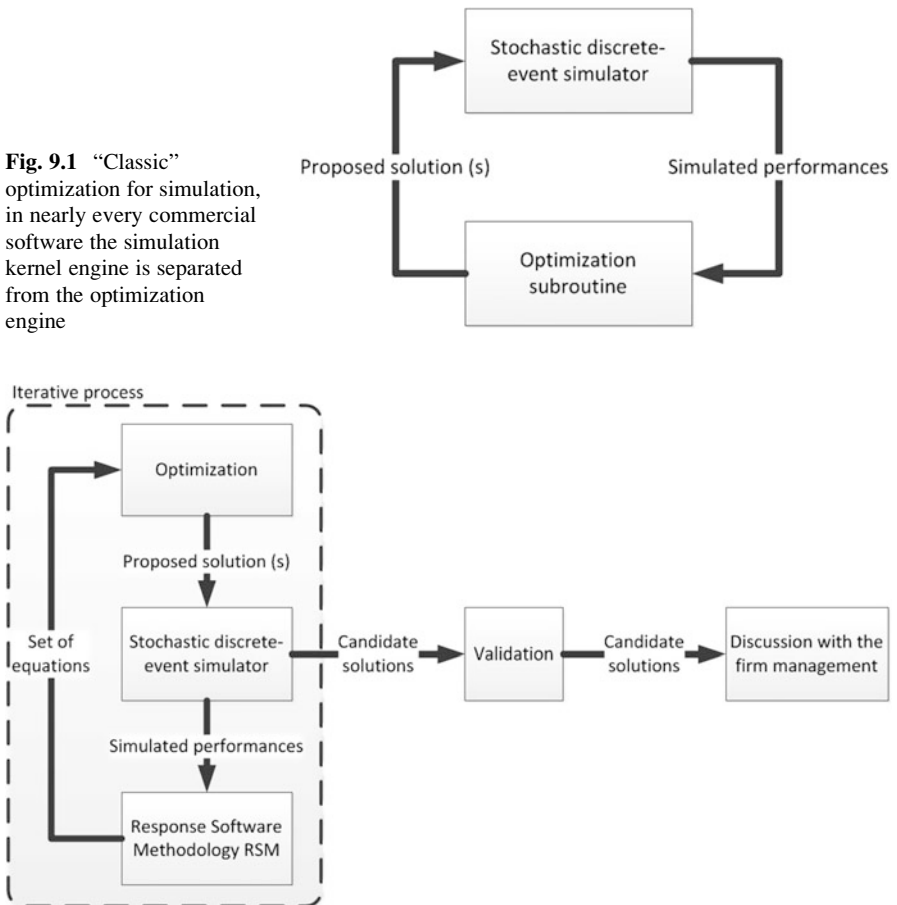 Stochastic discrete-
event simulator
Proposed solution (s)
Simulated performances
Optimization
subroutine
Fig. 9.1 “Classic”
optimization for simulation,
in nearly every commercial
software the simulation
kernel engine is separated
from the optimization
engine
Iterative process
Optimization
Proposed solution (s)
Set of
equations
Stochastic discrete-
event simulator
Candidate
solutions
Validation
Candidate
solutions
Discussion with the
firm management
Simulated performances
Response Software
Methodology RSM